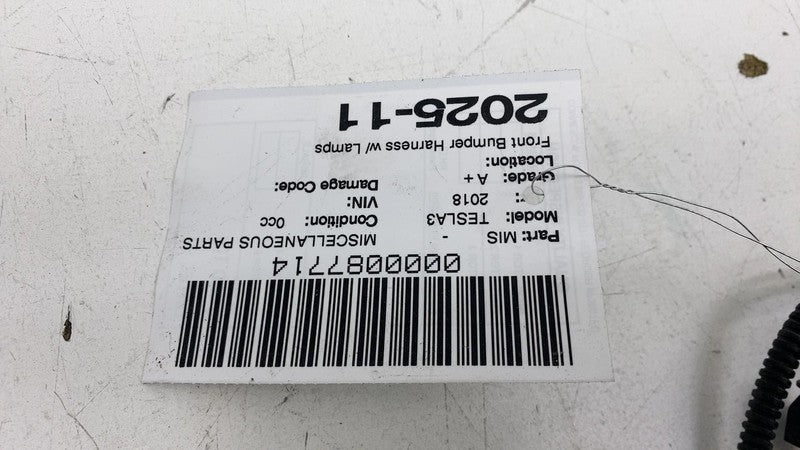 0000087714
Part: MIS - MISCELLANEOUS PARTS
Model: TESLA3 Condition: 0cc
2018 VIN:
Grade: A+ Damage Code:
Location:
Front Bumper Harness w/ Lamps
2025-11